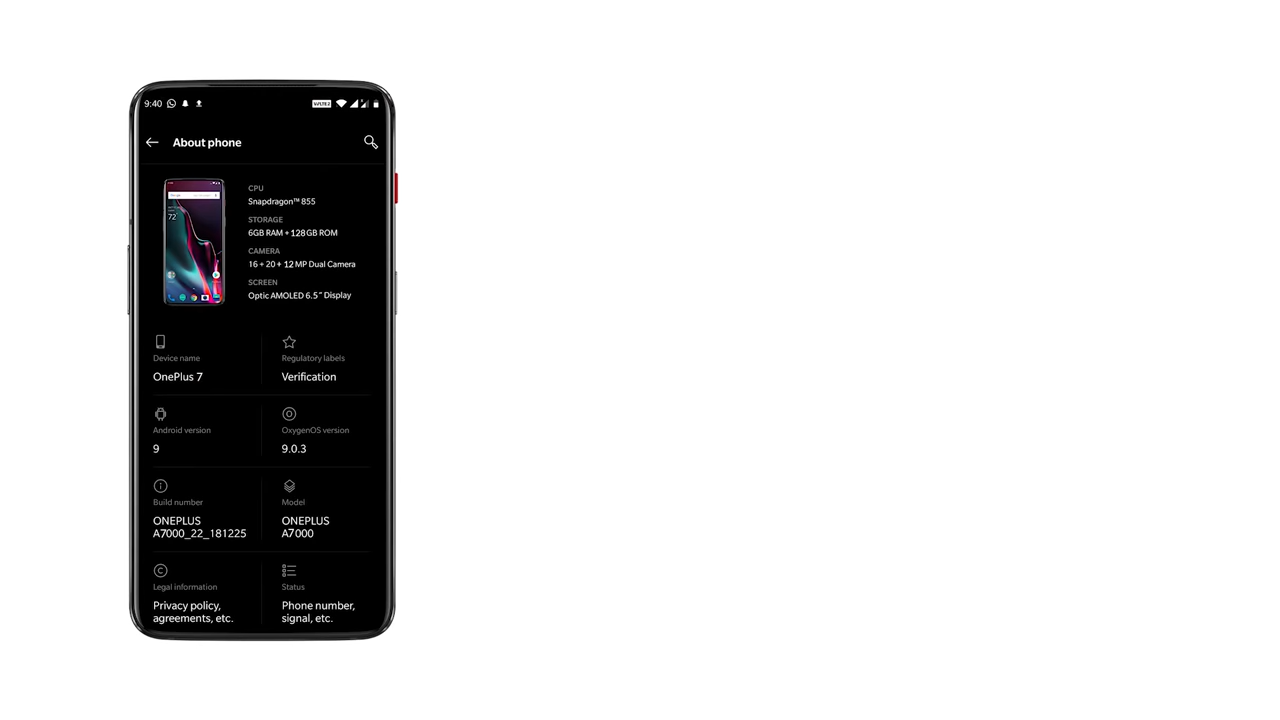 9:40
VoLTE 2
About phone
CPU
Snapdragon™ 855
STORAGE
6GB RAM + 128GB ROM
CAMERA
16 + 20 + 12 MP Dual Camera
SCREEN
Optic AMOLED 6.5" Display
72
Device name
OnePlus 7
Regulatory labels
Verification
Android version
9
OxygenOS version
9.0.3
Build number
ONEPLUS
A7000_22_181225
Model
ONEPLUS
A7000
Legal information
Privacy policy,
agreements, etc.
Status
Phone number,
signal, etc.